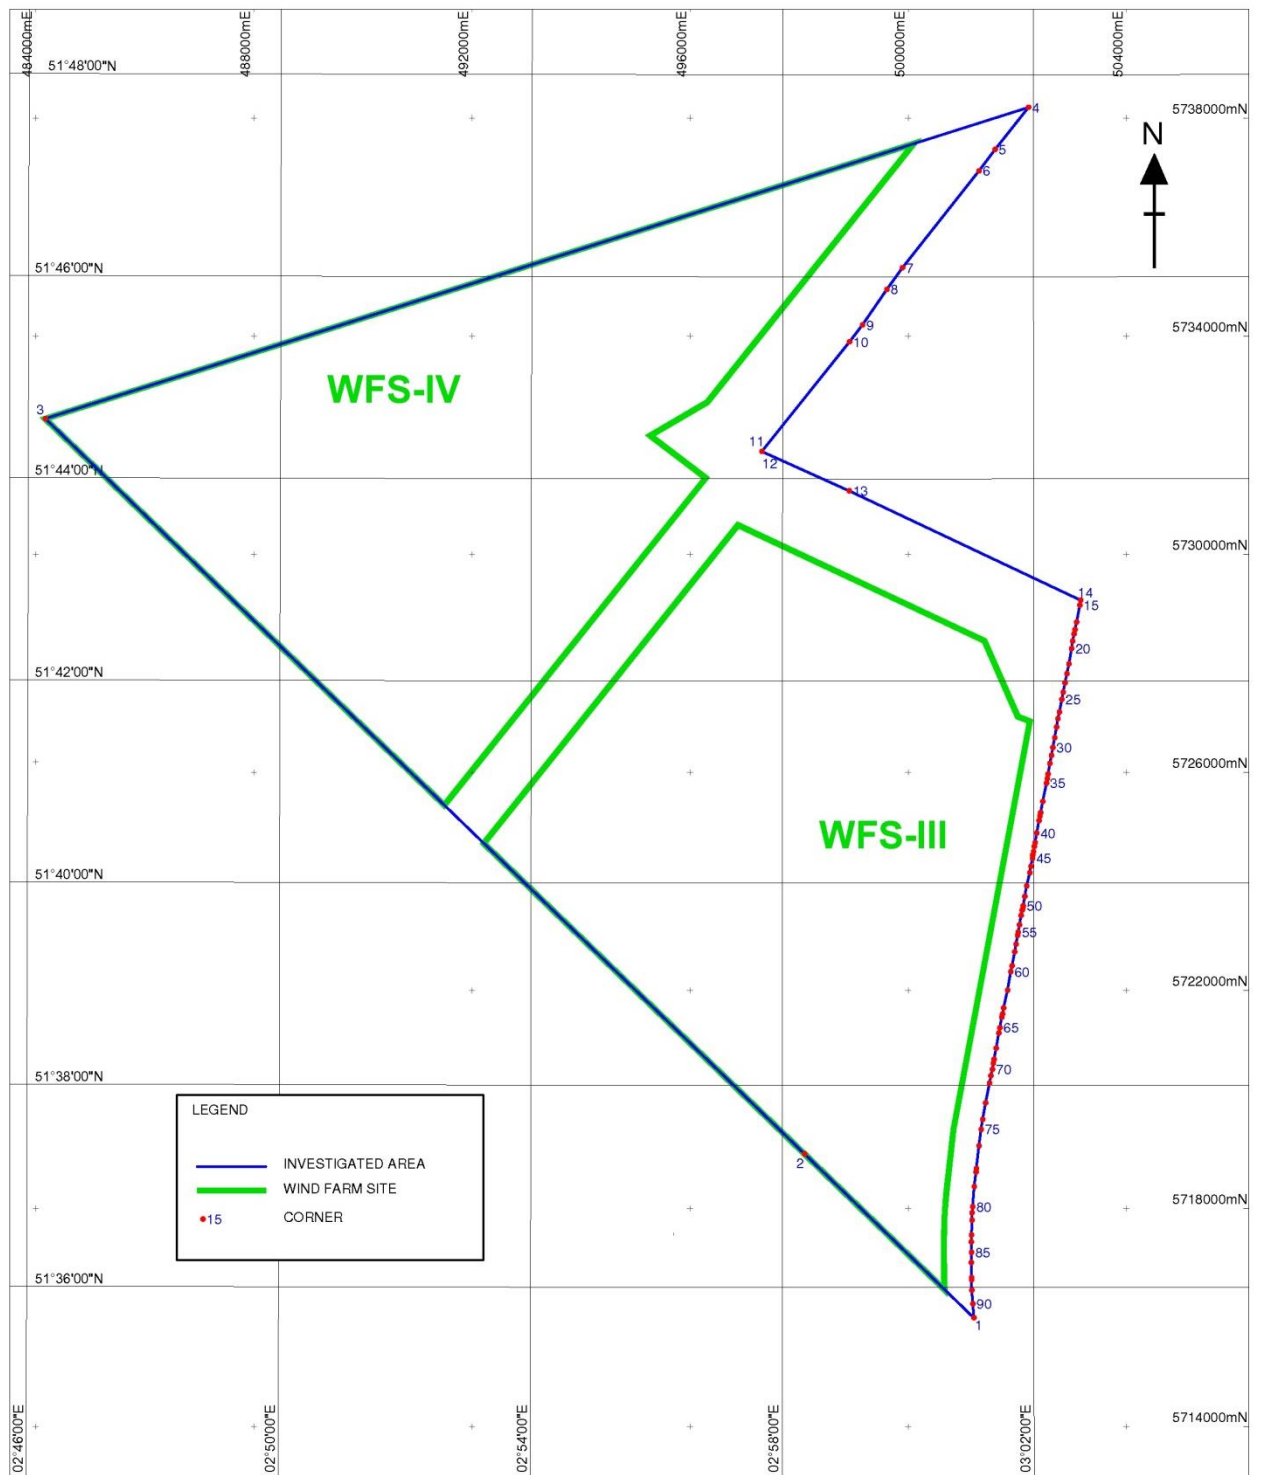 484000mE
488000mE
492000mE
496000mE
500000mE
504000mE
51°48'00"N
4
5738000mN
N
5
6
51°46'00"N
7
8
9
5734000mN
10
WFS-IV
3
11
12
51°44'00"N
13
5730000mN
14
15
20
51°42'00"N
25
30
5726000mN
35
WFS-III
40
45
51°40'00"N
50
55
60
5722000mN
65
70
51°38'00"N
LEGEND
75
INVESTIGATED AREA
2
WIND FARM SITE
80
5718000mN
15 CORNER
85
51°36'00"N
90
1
5714000mN
02°46'00"E
02°50'00"E
02°54'00"E
02°58'00"E
03°02'00"E